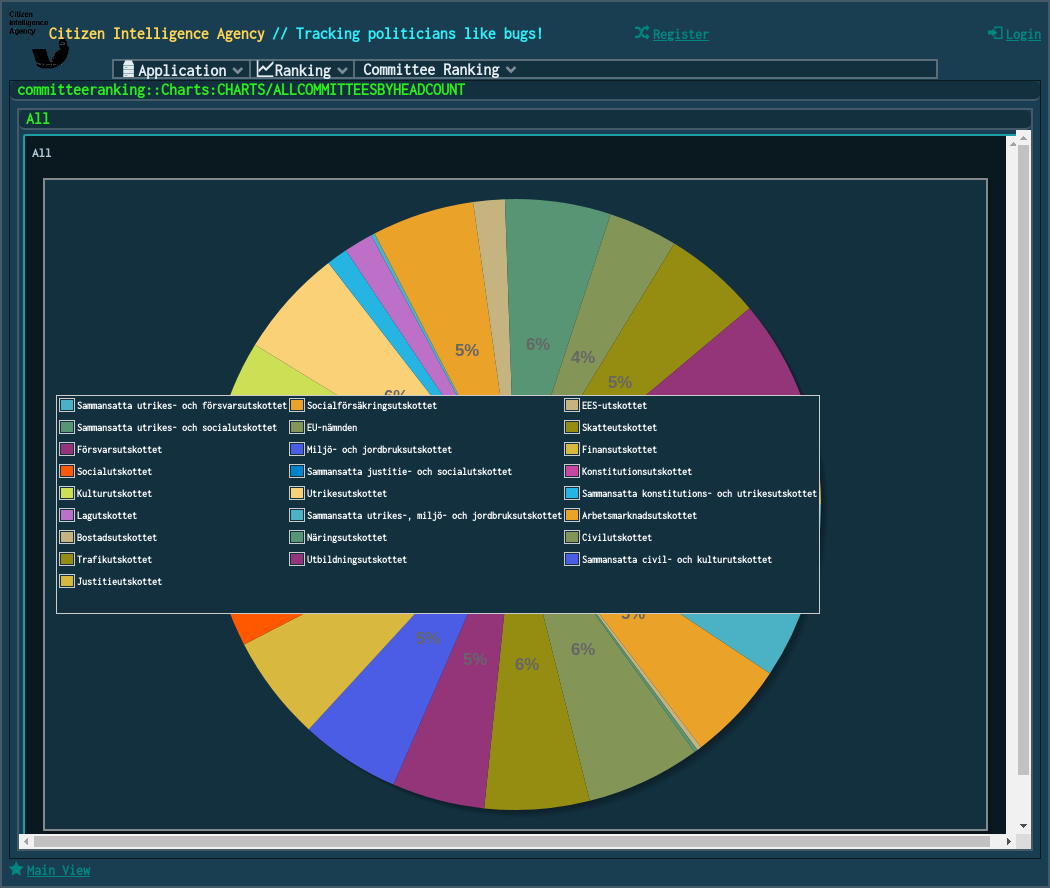 Citizen
Intelligence
Agency
Citizen Intelligence Agency // Tracking politicians like bugs!
Register
Login
Application
Ranking
Committee Ranking
committeeranking::Charts:CHARTS/ALLCOMMITTEESBYHEADCOUNT
All
All
5%
6%
4%
5%
6%
Sammansatta utrikes- och försvarsutskottet
Socialförsäkringsutskottet
EES-utskottet
Sammansatta utrikes- och socialutskottet
EU-nämnden
Skatteutskottet
Försvarsutskottet
Miljö- och jordbruksutskottet
Finansutskottet
Socialutskottet
Sammansatta justitie- och socialutskottet
Konstitutionsutskottet
Kulturutskottet
Utrikesutskottet
Sammansatta konstitutions- och utrikesutskottet
Lagutskottet
Sammansatta utrikes-, miljö- och jordbruksutskottet
Arbetsmarknadsutskottet
Bostadsutskottet
Näringsutskottet
Civilutskottet
Trafikutskottet
Utbildningsutskottet
Sammansatta civil- och kulturutskottet
Justitieutskottet
5%
5%
5%
6%
6%
Main View